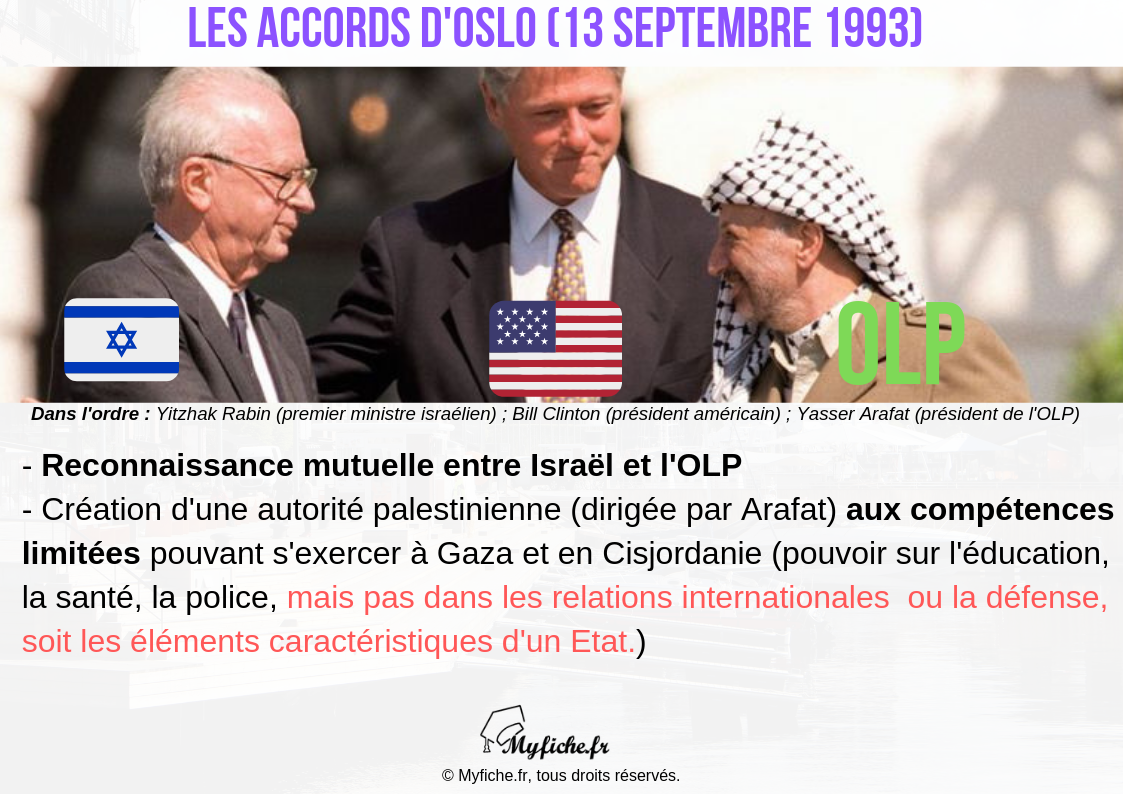 LES ACCORDS D'OSLO (13 SEPTEMBRE 1993)
OLP
Dans l'ordre : Yitzhak Rabin (premier ministre israélien) ; Bill Clinton (président américain) ; Yasser Arafat (président de l'OLP)
- Reconnaissance mutuelle entre Israël et l'OLP
- Création d'une autorité palestinienne (dirigée par Arafat) aux compétences
limitées pouvant s'exercer à Gaza et en Cisjordanie (pouvoir sur l'éducation,
la santé, la police, mais pas dans les relations internationales  ou la défense,
soit les éléments caractéristiques d'un Etat.)
Myfiche.fr
© Myfiche.fr, tous droits réservés.